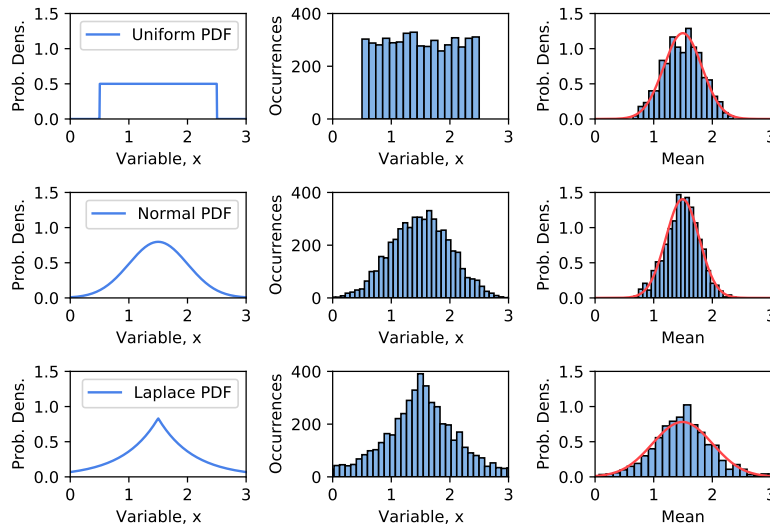 1.5
1.0
0.5
0.0
Prob. Dens.
Uniform PDF
0 1 2 3
Variable, x
400
200
0
Occurrences
0 1 2 3
Variable, x
1.5
1.0
0.5
0.0
Prob. Dens.
0 1 2 3
Mean
1.5
1.0
0.5
0.0
Prob. Dens.
Normal PDF
0 1 2 3
Variable, x
400
200
0
Occurrences
0 1 2 3
Variable, x
1.5
1.0
0.5
0.0
Prob. Dens.
0 1 2 3
Mean
1.5
1.0
0.5
0.0
Prob. Dens.
Laplace PDF
0 1 2 3
Variable, x
400
200
0
Occurrences
0 1 2 3
Variable, x
1.5
1.0
0.5
0.0
Prob. Dens.
0 1 2 3
Mean